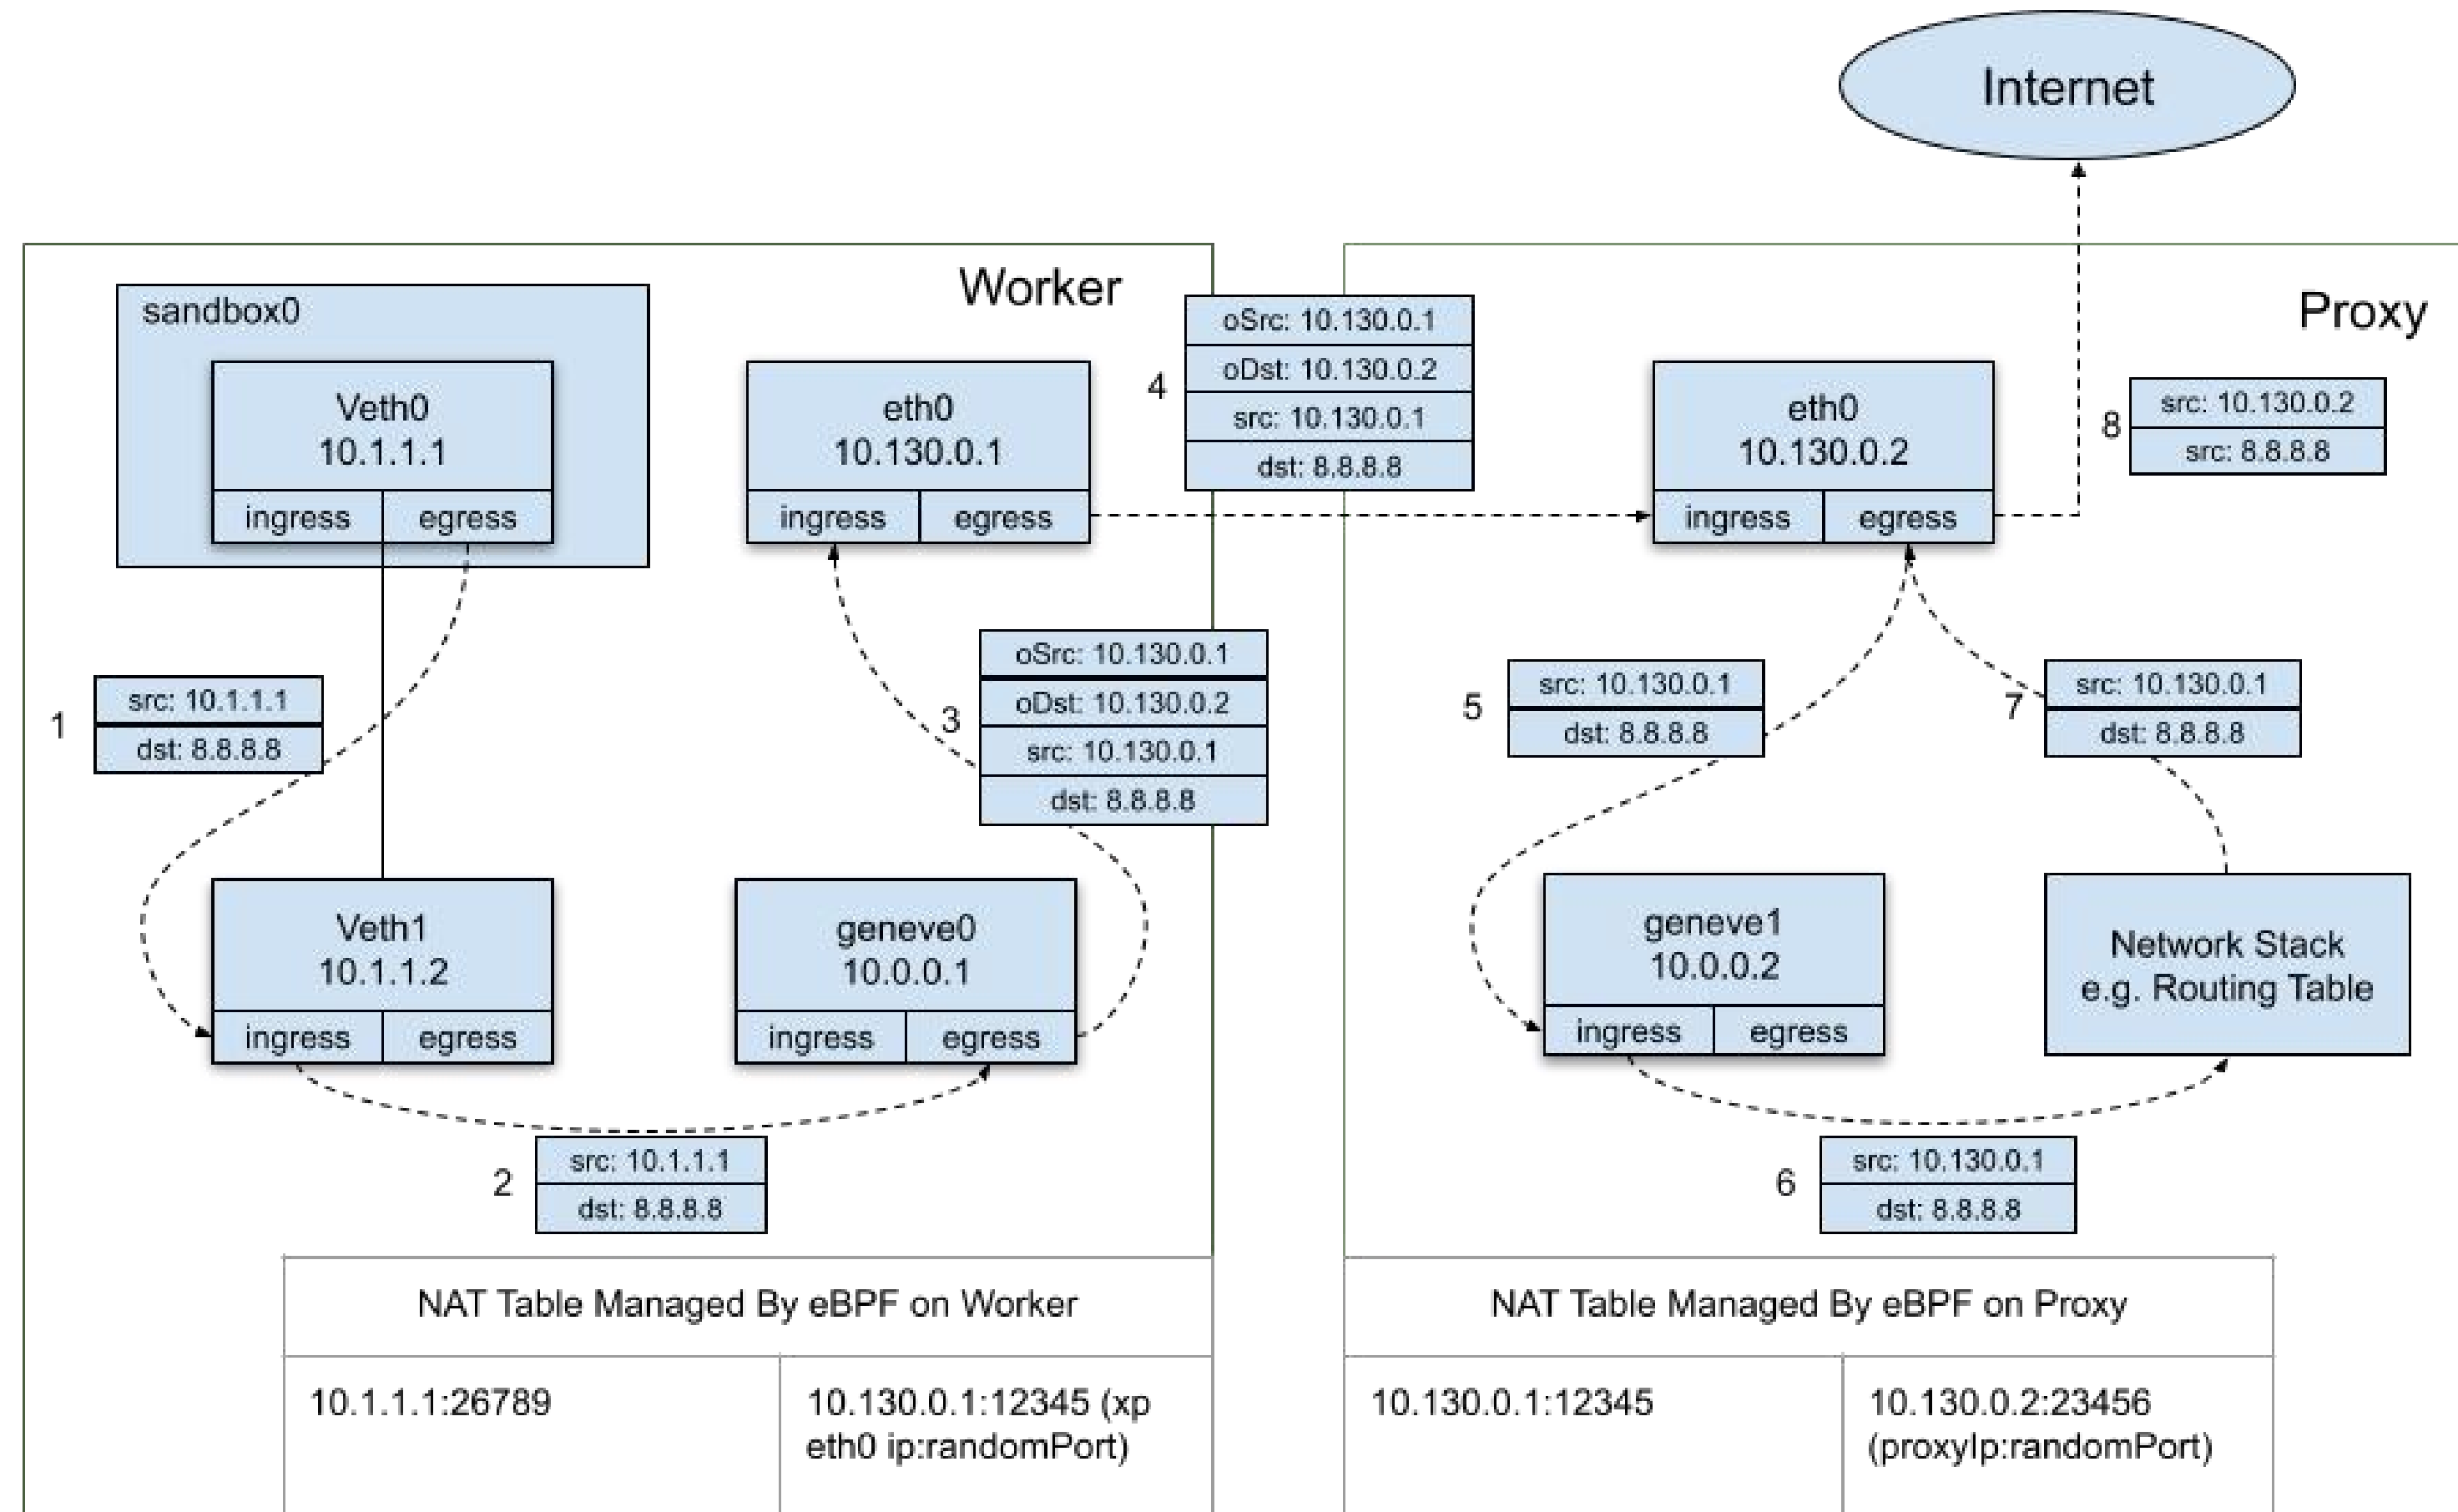 Internet
Worker
Proxy
sandbox0
Veth0
10.1.1.1
ingress
egress
eth0
10.130.0.1
ingress
egress
4
oSrc: 10.130.0.1
oDst: 10.130.0.2
src: 10.130.0.1
dst: 8.8.8.8
eth0
10.130.0.2
ingress
egress
8
src: 10.130.0.2
src: 8.8.8.8
1
src: 10.1.1.1
dst: 8.8.8.8
3
oSrc: 10.130.0.1
oDst: 10.130.0.2
src: 10.130.0.1
dst: 8.8.8.8
5
src: 10.130.0.1
dst: 8.8.8.8
7
src: 10.130.0.1
dst: 8.8.8.8
Veth1
10.1.1.2
ingress
egress
geneve0
10.0.0.1
ingress
egress
geneve1
10.0.0.2
ingress
egress
Network Stack
e.g. Routing Table
2
src: 10.1.1.1
dst: 8.8.8.8
6
src: 10.130.0.1
dst: 8.8.8.8
NAT Table Managed By eBPF on Worker
10.1.1.1:26789
10.130.0.1:12345 (xp
eth0 ip:randomPort)
NAT Table Managed By eBPF on Proxy
10.130.0.1:12345
10.130.0.2:23456
(proxyIp:randomPort)